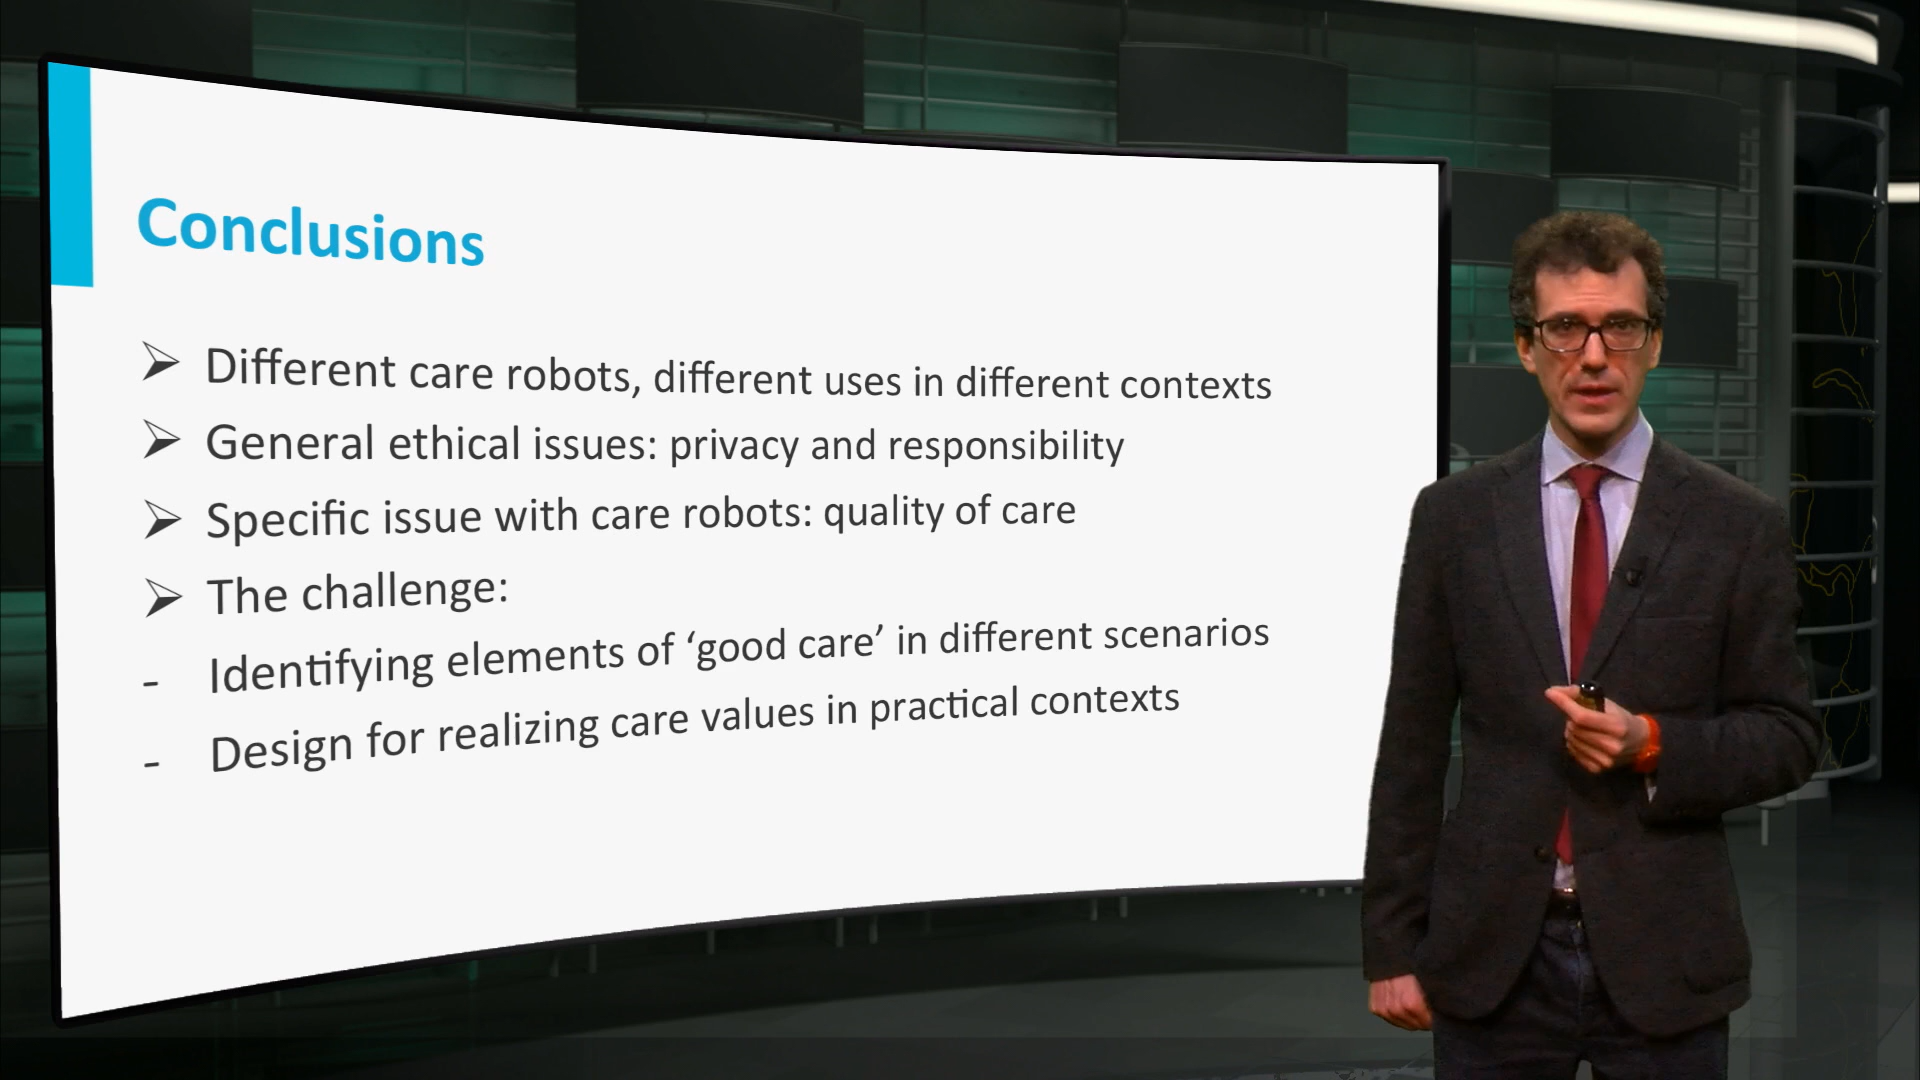 Conclusions
➢ Different care robots, different uses in different contexts
➢ General ethical issues: privacy and responsibility
➢ Specific issue with care robots: quality of care
➢ The challenge:
- Identifying elements of ‘good care’ in different scenarios
- Design for realizing care values in practical contexts